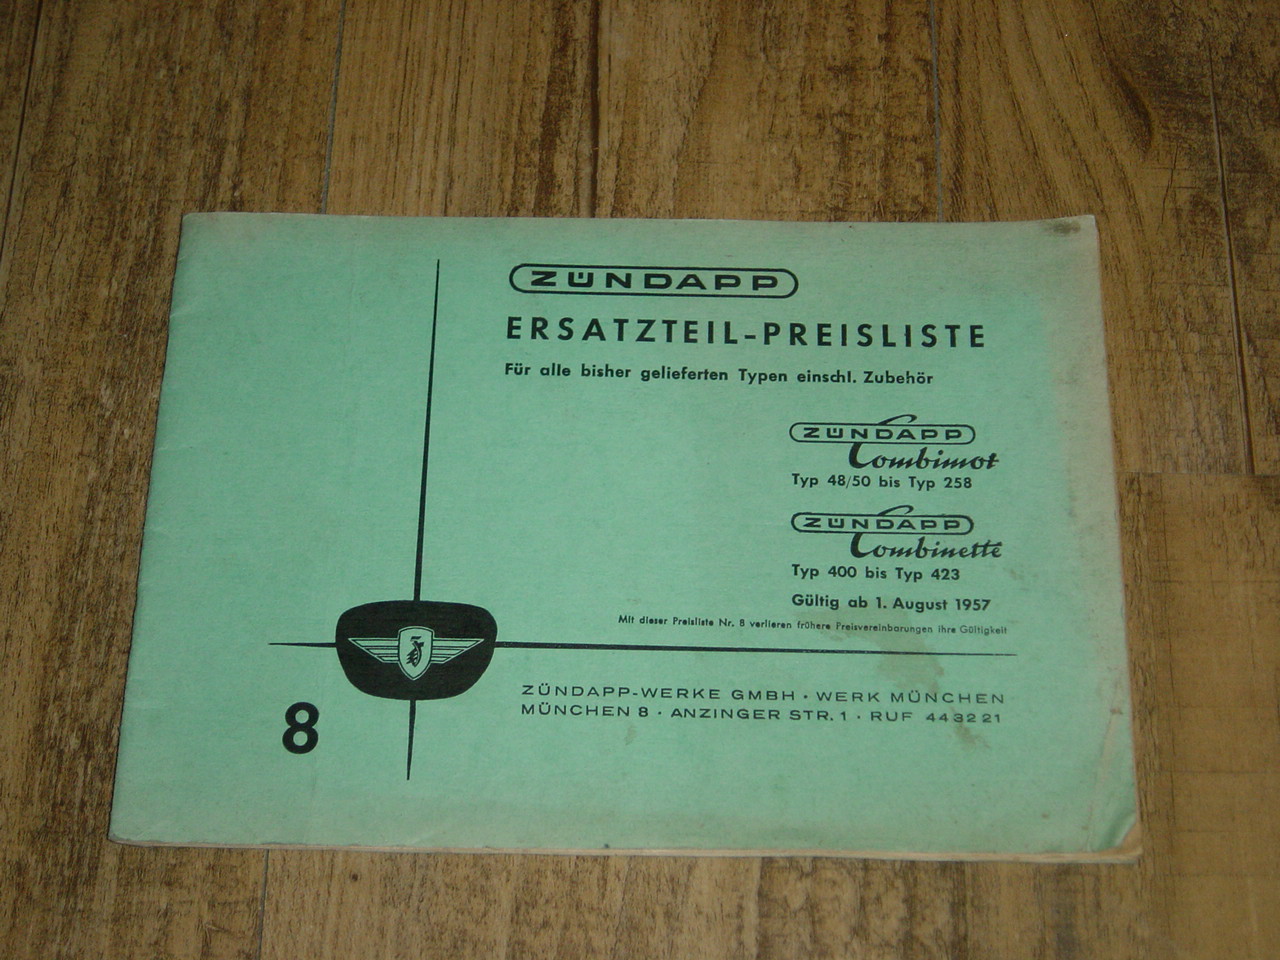 ZÜNDAPP
ERSATZTEIL-PREISLISTE
Für alle bisher gelieferten Typen einschl. Zubehör
ZÜNDAPP
Combimot
Typ 48/50 bis Typ 258
ZÜNDAPP
Combinette
Typ 400 bis Typ 423
Gültig ab 1. August 1957
Mit dieser Preisliste Nr. 8 verlieren frühere Preisvereinbarungen ihre Gültigkeit
ZÜNDAPP-WERKE GMBH · WERK MÜNCHEN
MÜNCHEN 8 · ANZINGER STR. 1 · RUF 443221
8